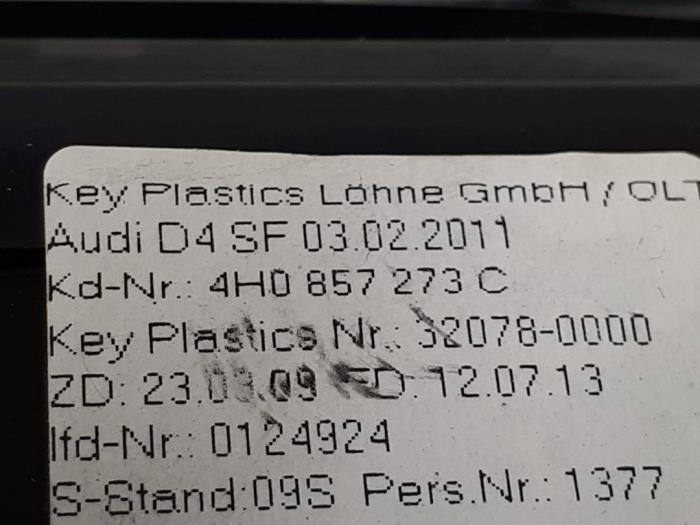 Key Plastics Löhne GmbH / OLT
Audi D4 SF 03.02.2011
Kd-Nr.: 4H0 857 273 C
Key Plastics Nr.: 32078-0000
ZD: 23.03.09 FD: 12.07.13
lfd-Nr.: 0124924
S-Stand:09S Pers.Nr.: 1377